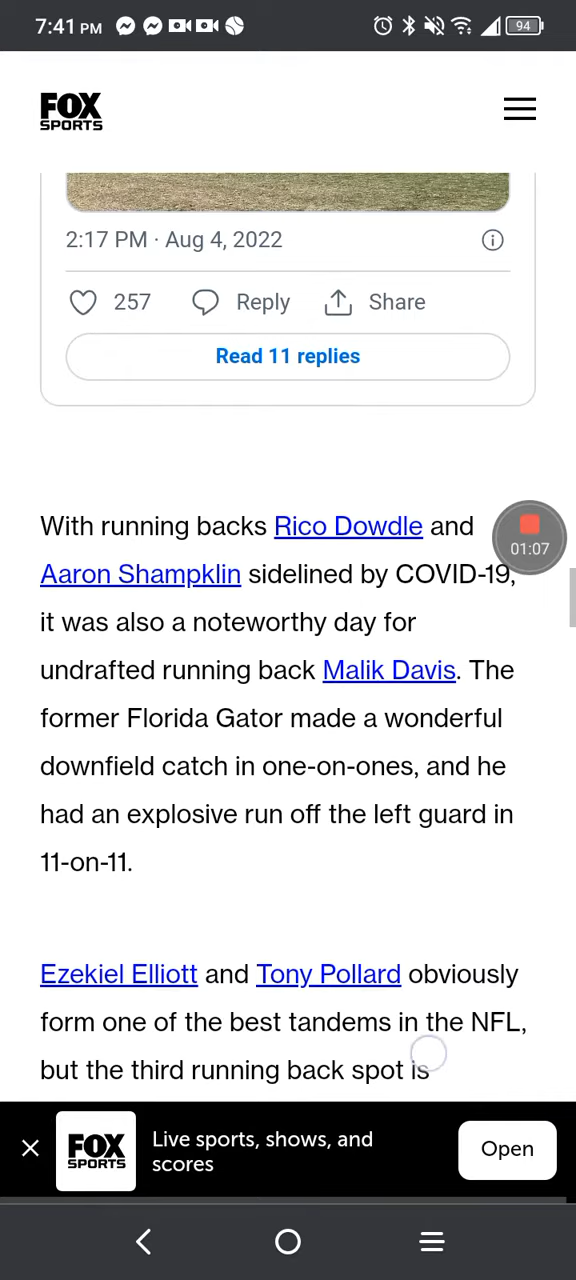 7:41 PM 94
FOX
SPORTS
2:17 PM · Aug 4, 2022
257 Reply Share
Read 11 replies
With running backs Rico Dowdle and
01:07
Aaron Shampklin sidelined by COVID-19,
it was also a noteworthy day for
undrafted running back Malik Davis. The
former Florida Gator made a wonderful
downfield catch in one-on-ones, and he
had an explosive run off the left guard in
11-on-11.
Ezekiel Elliott and Tony Pollard obviously
form one of the best tandems in the NFL,
but the third running back spot is
FOX
SPORTS
Live sports, shows, and
scores
Open